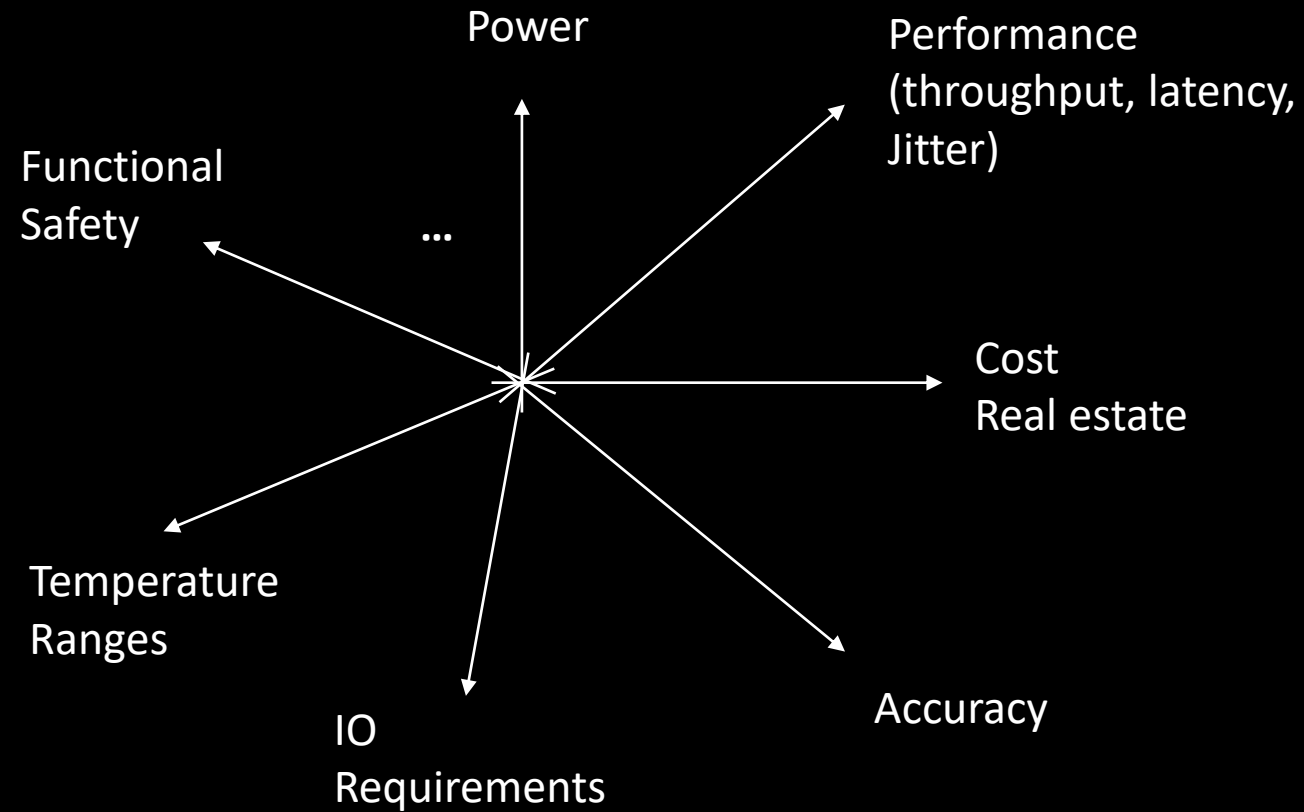 Power
Performance
(throughput, latency,
Jitter)
Functional
Safety
...
Cost
Real estate
Temperature
Ranges
Accuracy
IO
Requirements